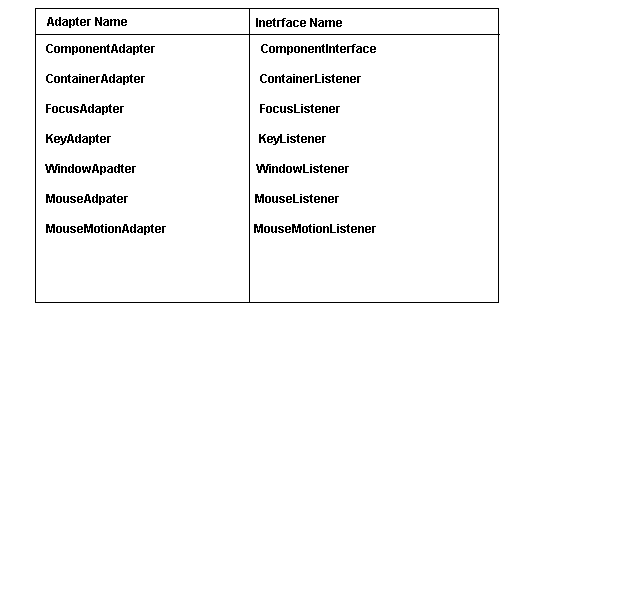 Adapter Name Inetrface Name
ComponentAdapter ComponentInterface
ContainerAdapter ContainerListener
FocusAdapter FocusListener
KeyAdapter KeyListener
WindowApadter WindowListener
MouseAdpater MouseListener
MouseMotionAdapter MouseMotionListener